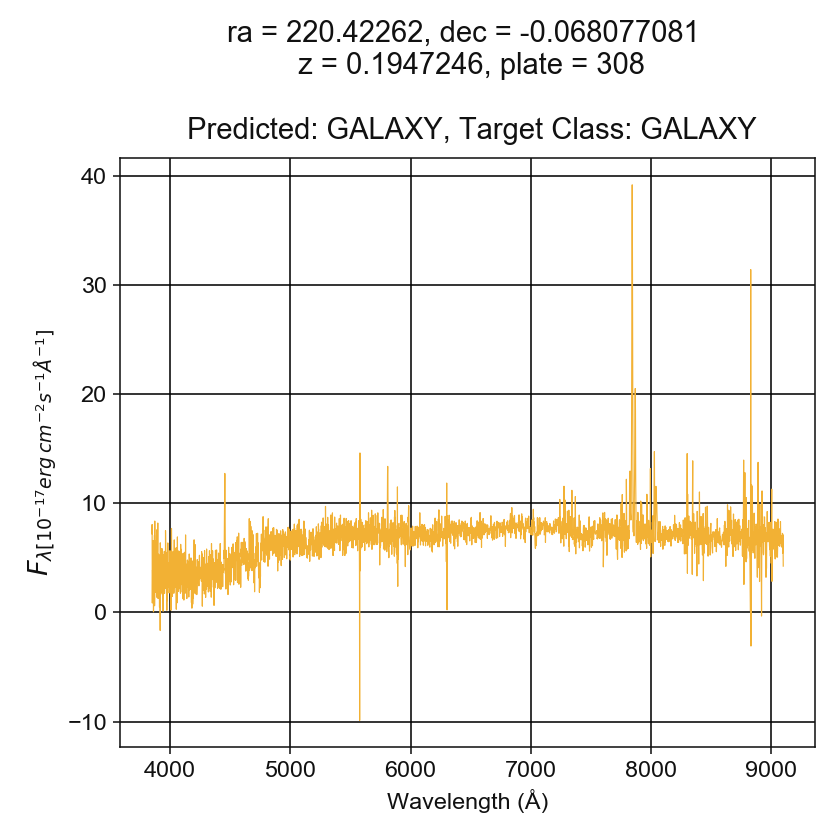 ra = 220.42262, dec = -0.068077081
z = 0.1947246, plate = 308
Predicted: GALAXY, Target Class: GALAXY
40
30
20
10
0
−10
F_λ[10^{−17} erg cm^{−2} s^{−1} Å^{−1}]
4000 5000 6000 7000 8000 9000
Wavelength (Å)